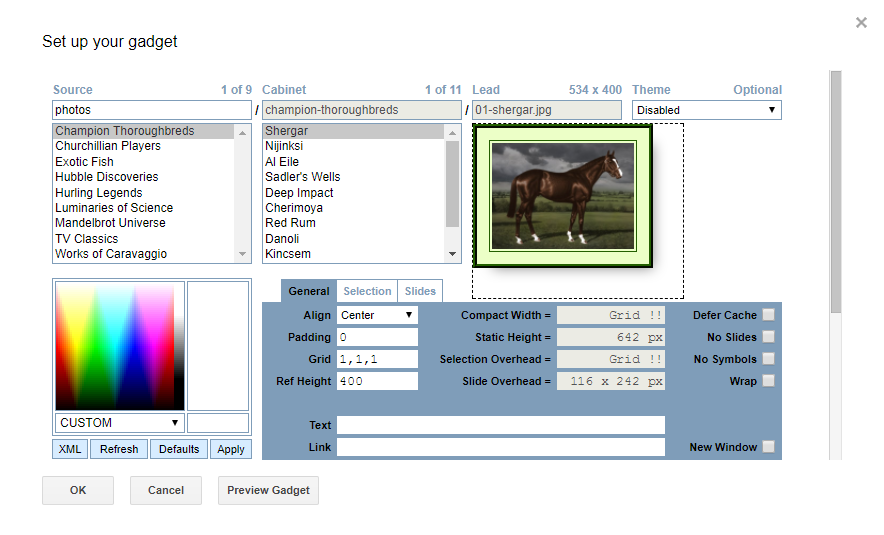 ×
Set up your gadget
Source 1 of 9 Cabinet 1 of 11 Lead 534 x 400 Theme Optional
photos / champion-thoroughbreds / 01-shergar.jpg Disabled
Champion Thoroughbreds
Churchillian Players
Exotic Fish
Hubble Discoveries
Hurling Legends
Luminaries of Science
Mandelbrot Universe
TV Classics
Works of Caravaggio
Shergar
Nijinksi
Al Eile
Sadler's Wells
Deep Impact
Cherimoya
Red Rum
Danoli
Kincsem
General Selection Slides
Align Center Compact Width = Grid !! Defer Cache
Padding 0 Static Height = 642 px No Slides
Grid 1,1,1 Selection Overhead = Grid !! No Symbols
Ref Height 400 Slide Overhead = 116 x 242 px Wrap
CUSTOM
Text
Link New Window
XML Refresh Defaults Apply
OK Cancel Preview Gadget